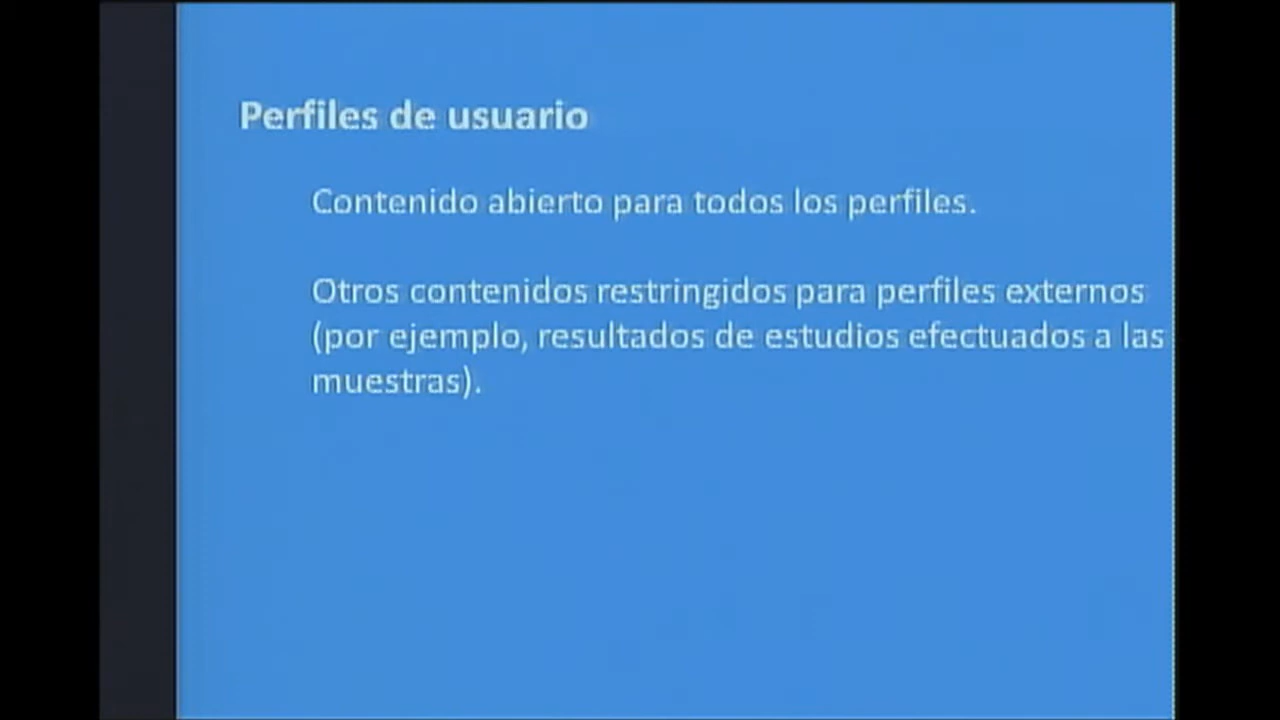 Perfiles de usuario
Contenido abierto para todos los perfiles.
Otros contenidos restringidos para perfiles externos
(por ejemplo, resultados de estudios efectuados a las
muestras).